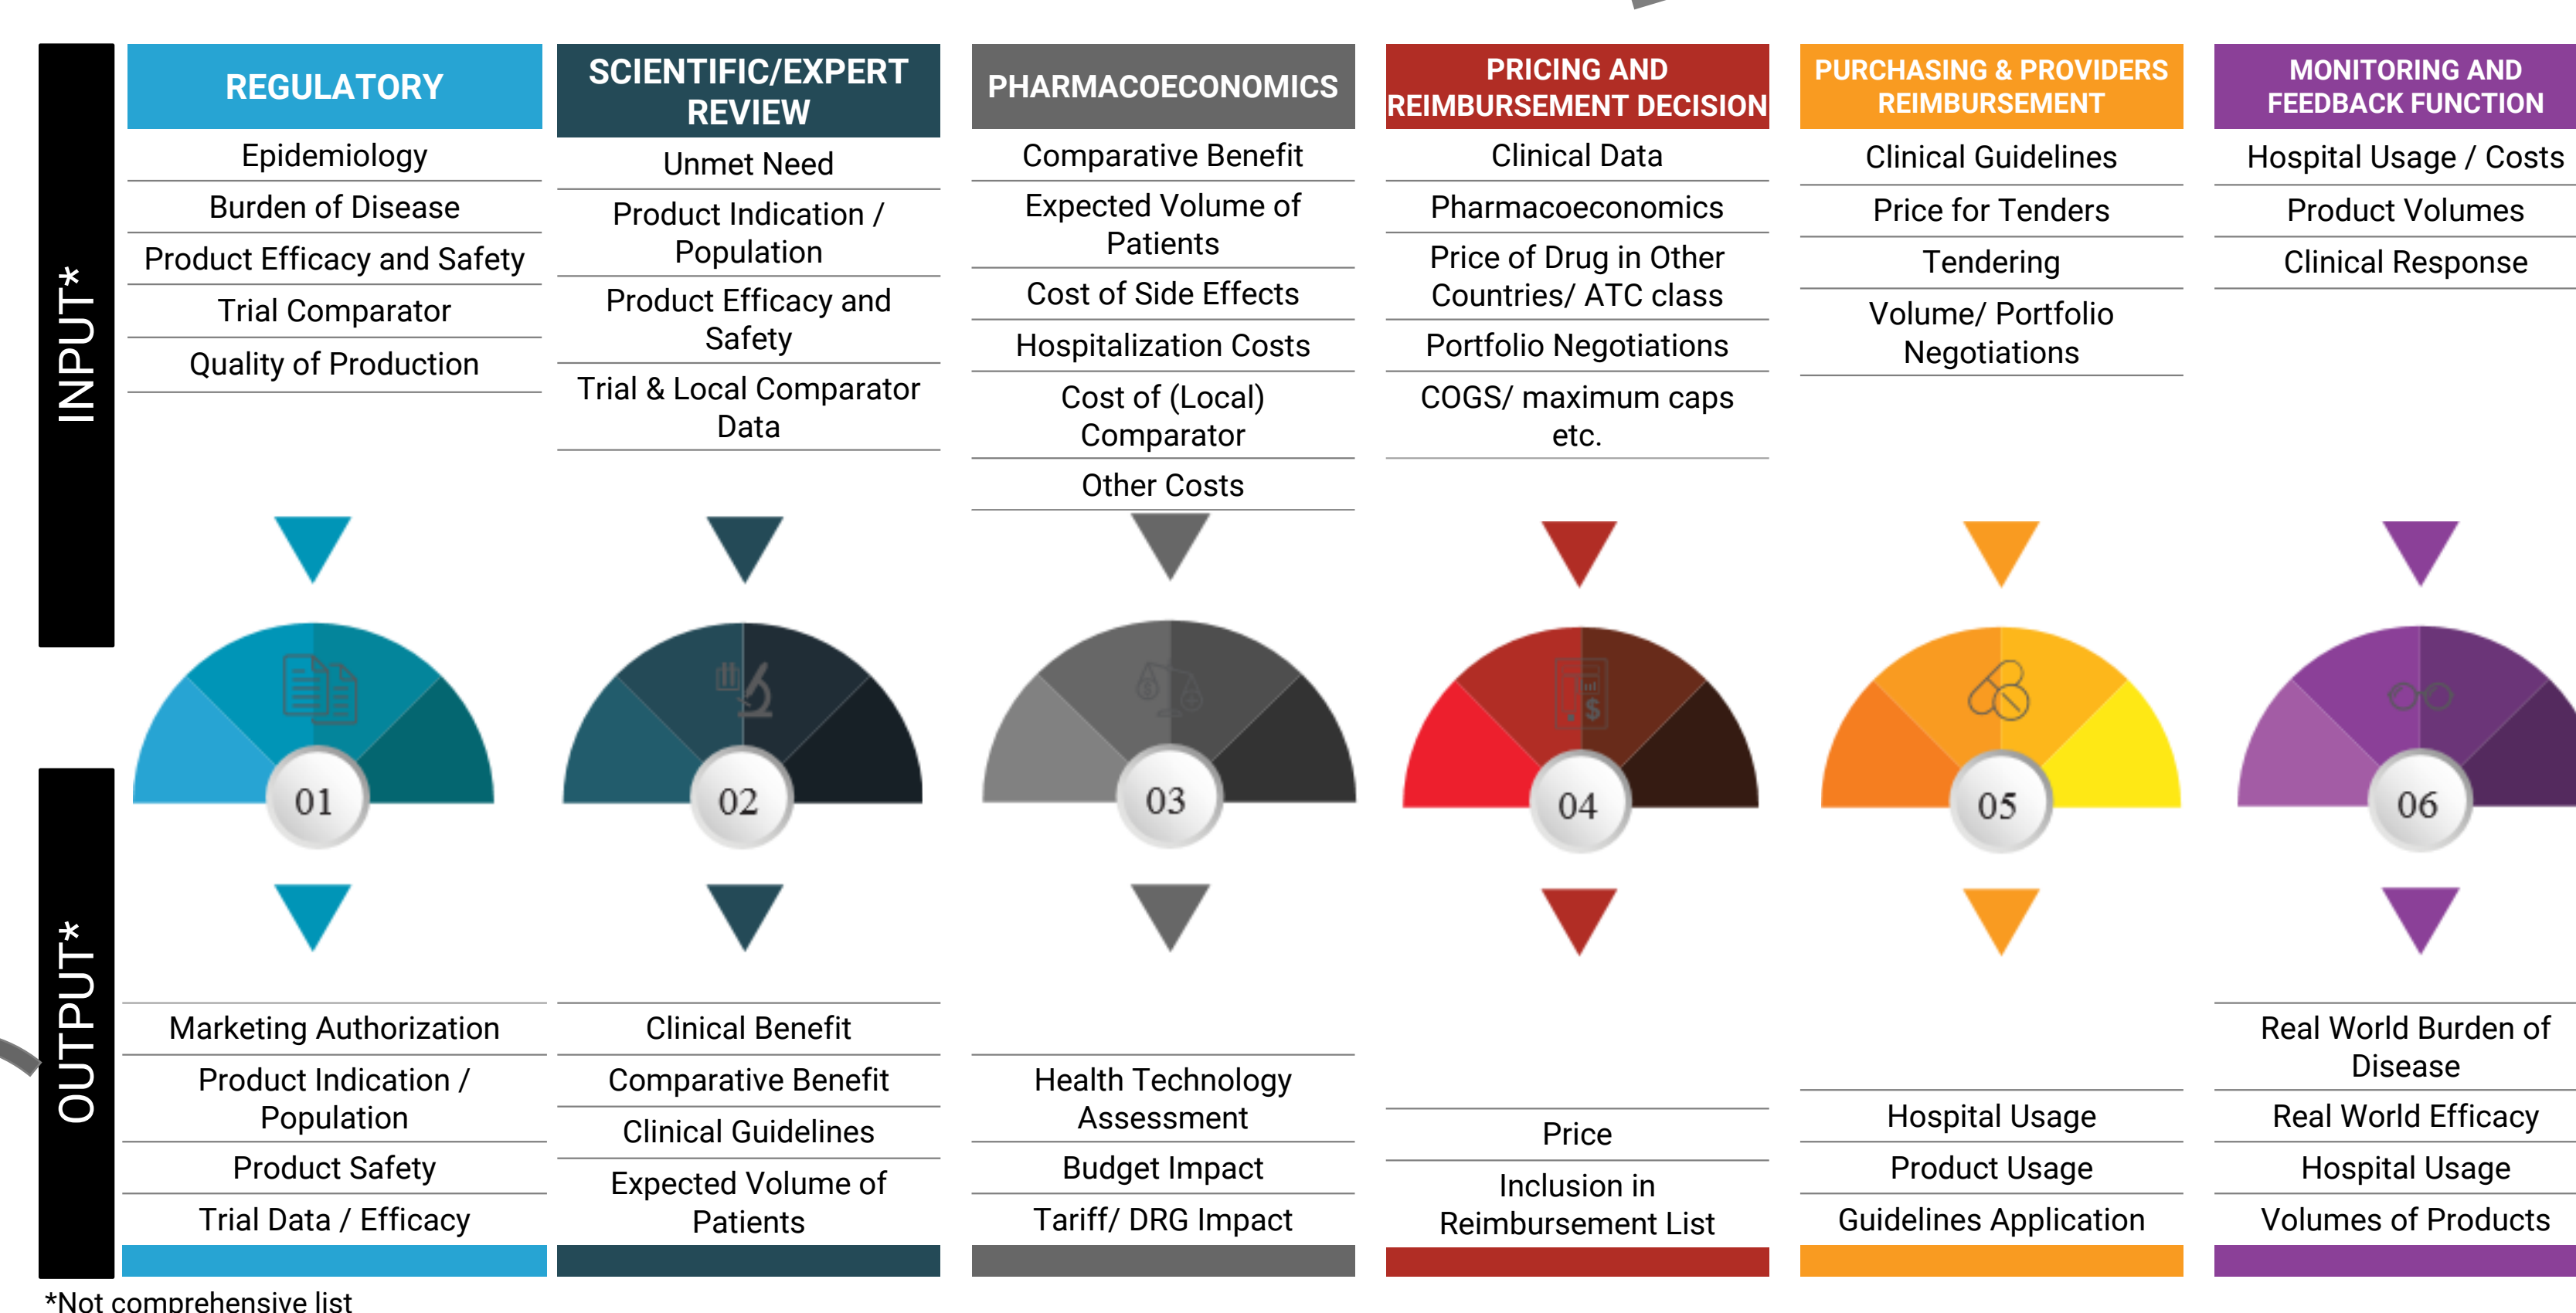 INPUT*
REGULATORY
Epidemiology
Burden of Disease
Product Efficacy and Safety
Trial Comparator
Quality of Production
SCIENTIFIC/EXPERT
REVIEW
Unmet Need
Product Indication /
Population
Product Efficacy and
Safety
Trial & Local Comparator
Data
PHARMACOECONOMICS
Comparative Benefit
Expected Volume of
Patients
Cost of Side Effects
Hospitalization Costs
Cost of (Local)
Comparator
Other Costs
PRICING AND
REIMBURSEMENT DECISION
Clinical Data
Pharmacoeconomics
Price of Drug in Other
Countries/ ATC class
Portfolio Negotiations
COGS/ maximum caps
etc.
PURCHASING & PROVIDERS
REIMBURSEMENT
Clinical Guidelines
Price for Tenders
Tendering
Volume/ Portfolio
Negotiations
MONITORING AND
FEEDBACK FUNCTION
Hospital Usage / Costs
Product Volumes
Clinical Response
01
02
03
$
04
05
06
OUTPUT*
Marketing Authorization
Product Indication /
Population
Product Safety
Trial Data / Efficacy
Clinical Benefit
Comparative Benefit
Clinical Guidelines
Expected Volume of
Patients
Health Technology
Assessment
Budget Impact
Tariff/ DRG Impact
Price
Inclusion in
Reimbursement List
Hospital Usage
Product Usage
Guidelines Application
Real World Burden of
Disease
Real World Efficacy
Hospital Usage
Volumes of Products
*Not comprehensive list